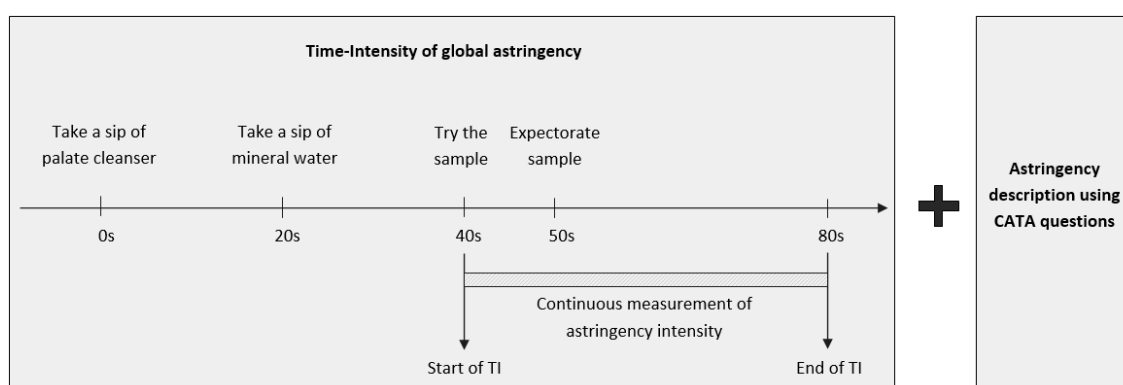 Time-Intensity of global astringency
Take a sip of
palate cleanser
Take a sip of
mineral water
Try the
sample
Expectorate
sample
0s
20s
40s
50s
80s
Continuous measurement of
astringency intensity
Start of TI
End of TI
Astringency
description using
CATA questions